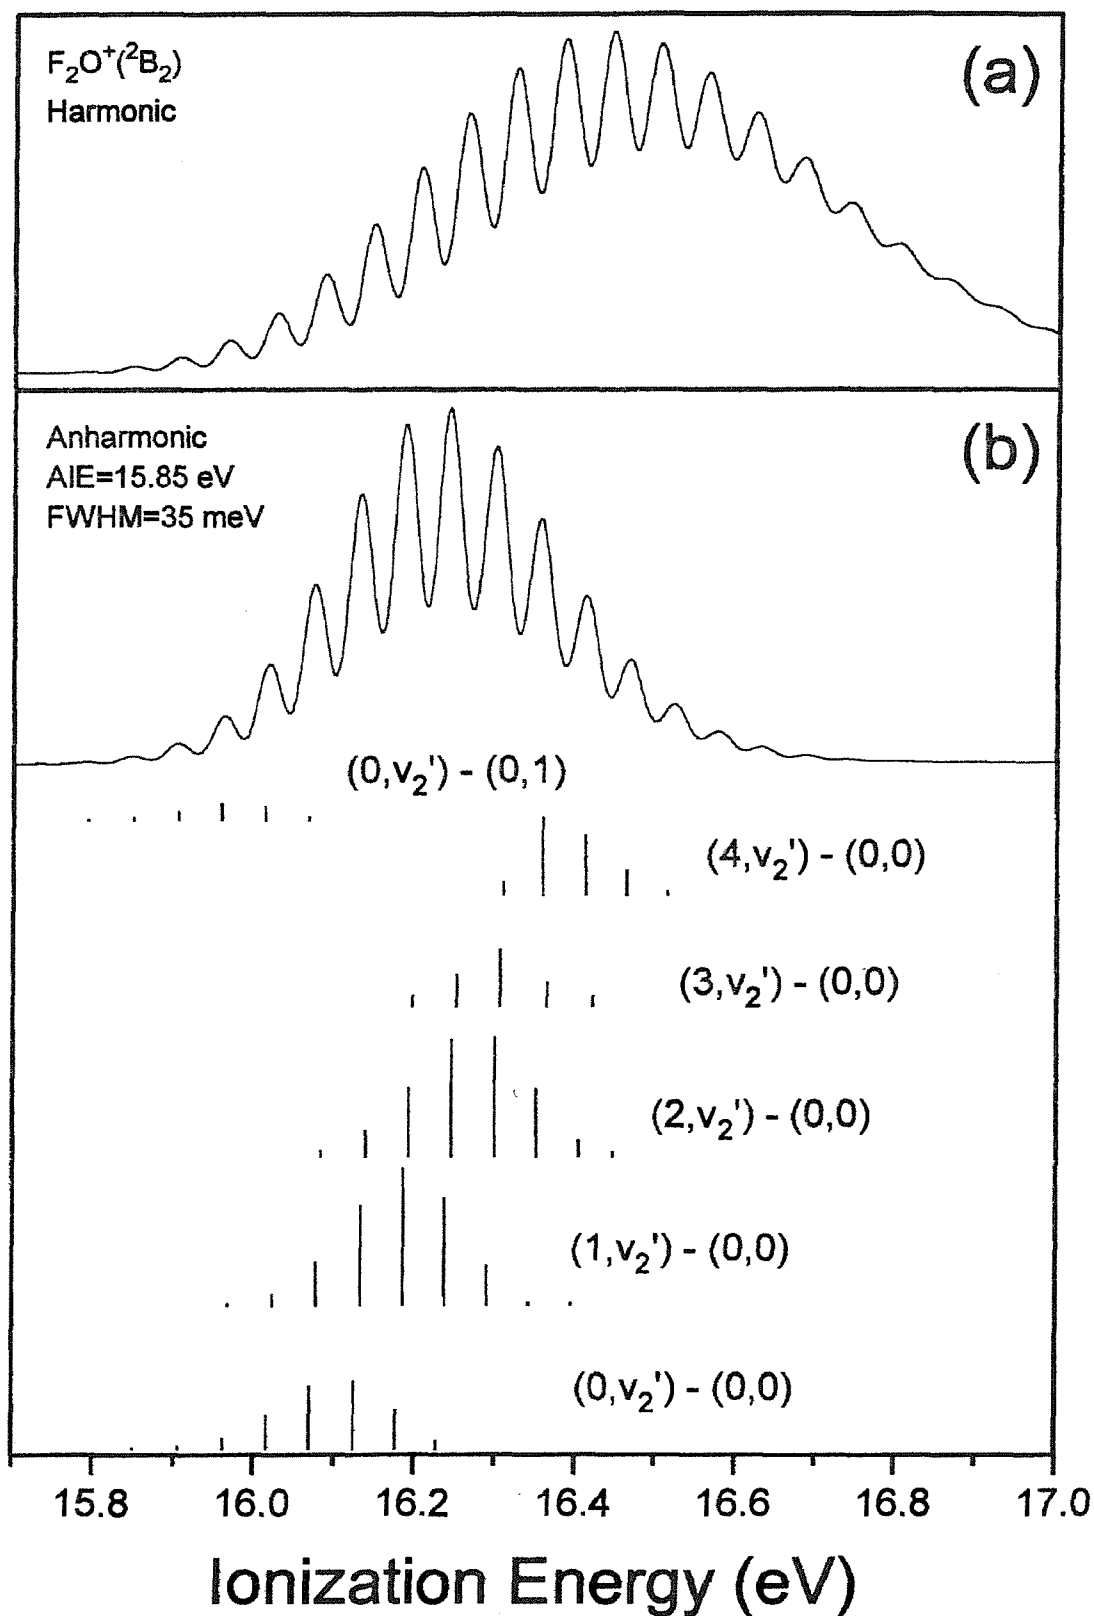 F₂O⁺(²B₂)
Harmonic
(a)
Anharmonic
AIE=15.85 eV
FWHM=35 meV
(b)
(0,v₂') - (0,1)
(4,v₂') - (0,0)
(3,v₂') - (0,0)
(2,v₂') - (0,0)
(1,v₂') - (0,0)
(0,v₂') - (0,0)
15.8 16.0 16.2 16.4 16.6 16.8 17.0
Ionization Energy (eV)